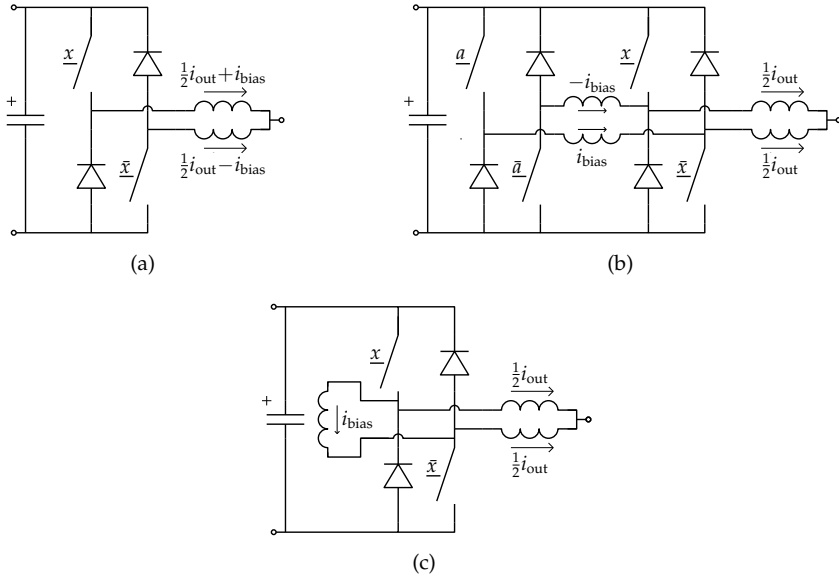 +
x
x̄
½i_out + i_bias
½i_out − i_bias
(a)
+
a
ā
−i_bias
i_bias
x
x̄
½i_out
½i_out
(b)
+
i_bias
x
x̄
½i_out
½i_out
(c)